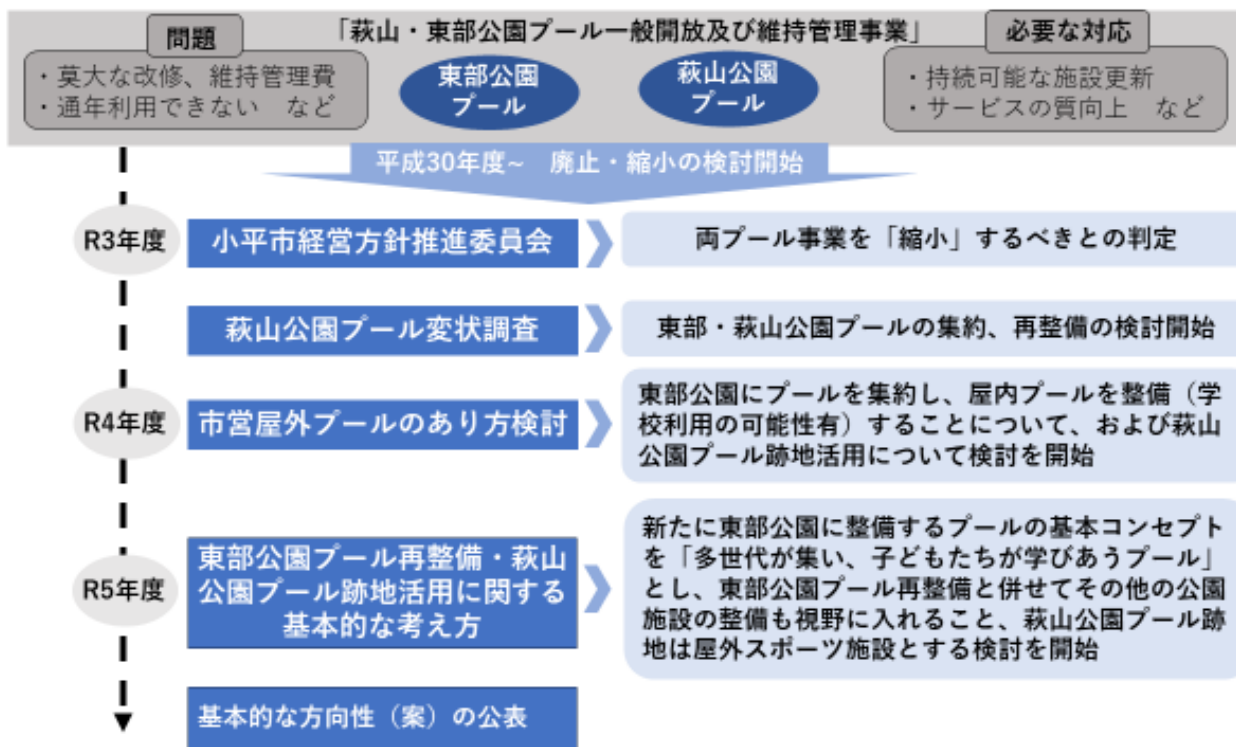 「萩山・東部公園プール一般開放及び維持管理事業」
問題
・莫大な改修、維持管理費
・通年利用できない　など
東部公園
プール
萩山公園
プール
必要な対応
・持続可能な施設更新
・サービスの質向上　など
平成30年度~　廃止・縮小の検討開始
R3年度
小平市経営方針推進委員会
両プール事業を「縮小」するべきとの判定
萩山公園プール変状調査
東部・萩山公園プールの集約、再整備の検討開始
R4年度
市営屋外プールのあり方検討
東部公園にプールを集約し、屋内プールを整備（学
校利用の可能性有）することについて、および萩山
公園プール跡地活用について検討を開始
R5年度
東部公園プール再整備・萩山
公園プール跡地活用に関する
基本的な考え方
新たに東部公園に整備するプールの基本コンセプト
を「多世代が集い、子どもたちが学びあうプール」
とし、東部公園プール再整備と併せてその他の公園
施設の整備も視野に入れること、萩山公園プール跡
地は屋外スポーツ施設とする検討を開始
基本的な方向性（案）の公表